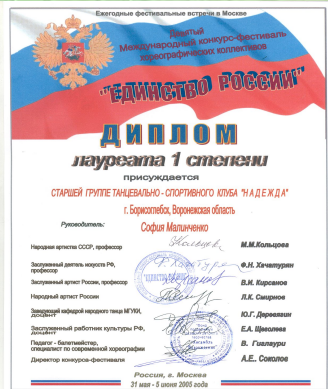 Ежегодные фестивальные встречи в Москве
Десятый
Международный конкурс-фестиваль
хореографических коллективов
"ЕДИНСТВО РОССИИ"
ДИПЛОМ
лауреата 1 степени
присуждается
СТАРШЕЙ ГРУППЕ ТАНЦЕВАЛЬНО - СПОРТИВНОГО КЛУБА "НАДЕЖДА"
г. Борисоглебск, Воронежская область
Руководитель: София Малинченко
Народная артистка СССР, профессор М.М.Кольцова
Заслуженный деятель искусств РФ, профессор Ф.Н. Хачатурян
Заслуженный артист России, профессор В.И. Кирсанов
Народный артист России Л.К. Смирнов
Заведующий кафедрой народного танца МГУКИ, доцент Ю.Г. Деревягин
Заслуженный работник культуры РФ, доцент Е.А. Щеволева
Педагог - балетмейстер, специалист по современной хореографии В. Гиглаури
Директор конкурса-фестиваля А.Е.. Соколов
Россия, г. Москва
31 мая - 5 июня 2005 года